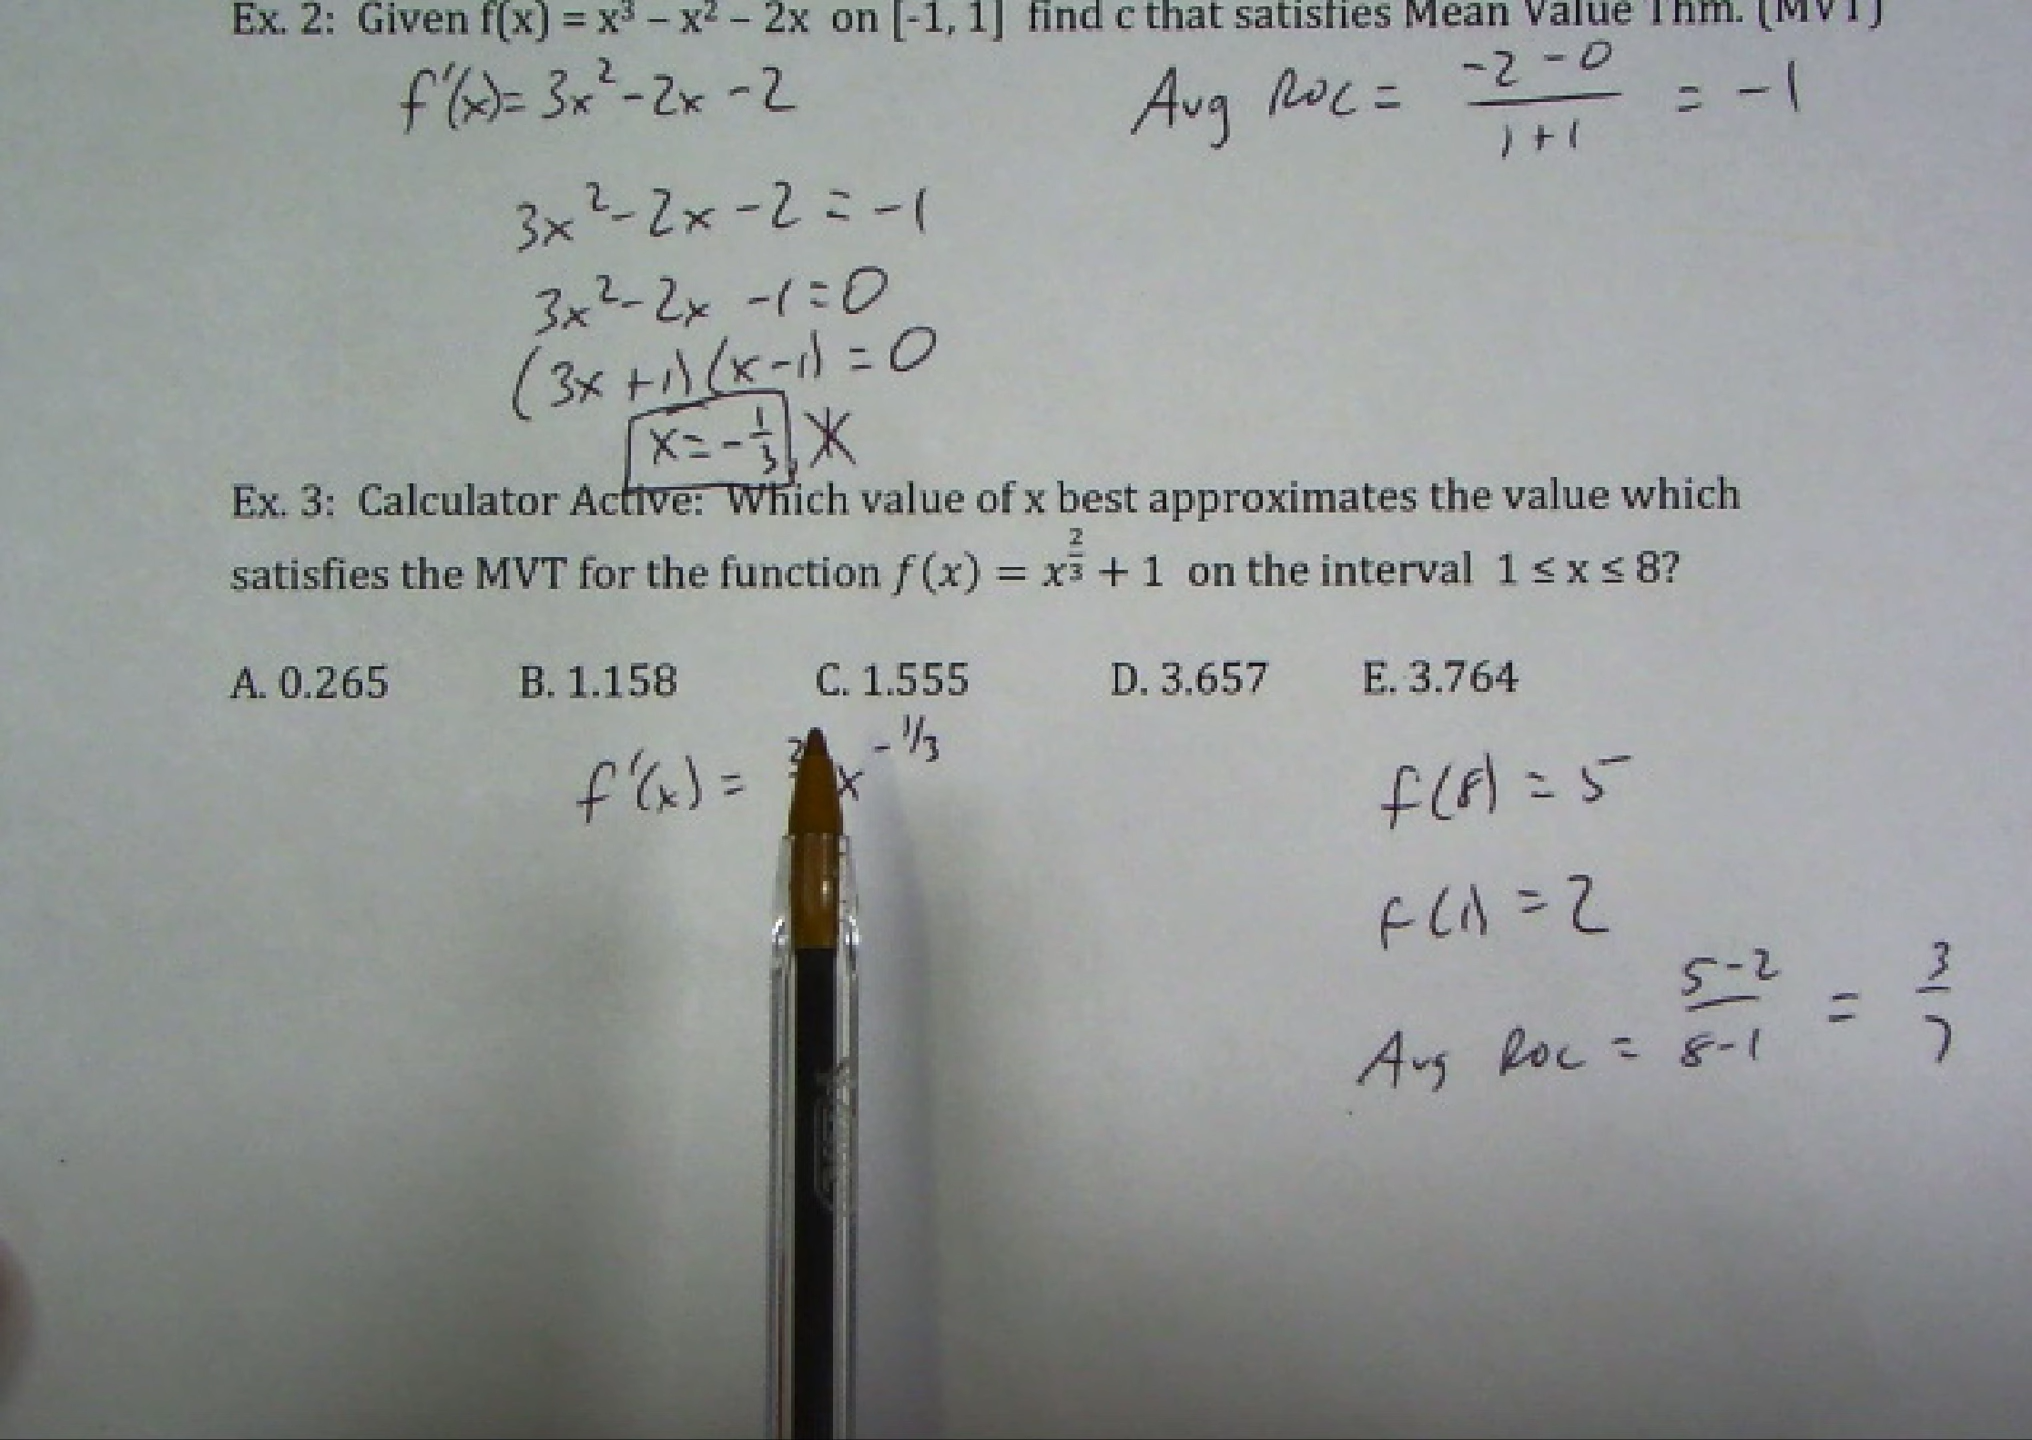 Ex. 2: Given f(x) = x³ – x² – 2x on [-1, 1] find c that satisfies Mean Value Thm. (MVT)
f'(x) = 3x² - 2x - 2
Avg ROC = (-2 - 0)/(1 + 1) = -1
3x² - 2x - 2 = -1
3x² - 2x - 1 = 0
(3x + 1)(x - 1) = 0
x = -1/3,
Ex. 3: Calculator Active: Which value of x best approximates the value which
satisfies the MVT for the function f(x) = x^(2/3) + 1 on the interval 1 ≤ x ≤ 8?
A. 0.265 B. 1.158 C. 1.555 D. 3.657 E. 3.764
f'(x) = 2 x^(-1/3)
f(8) = 5
f(1) = 2
Avg ROC = (5 - 2)/(8 - 1) = 3/7